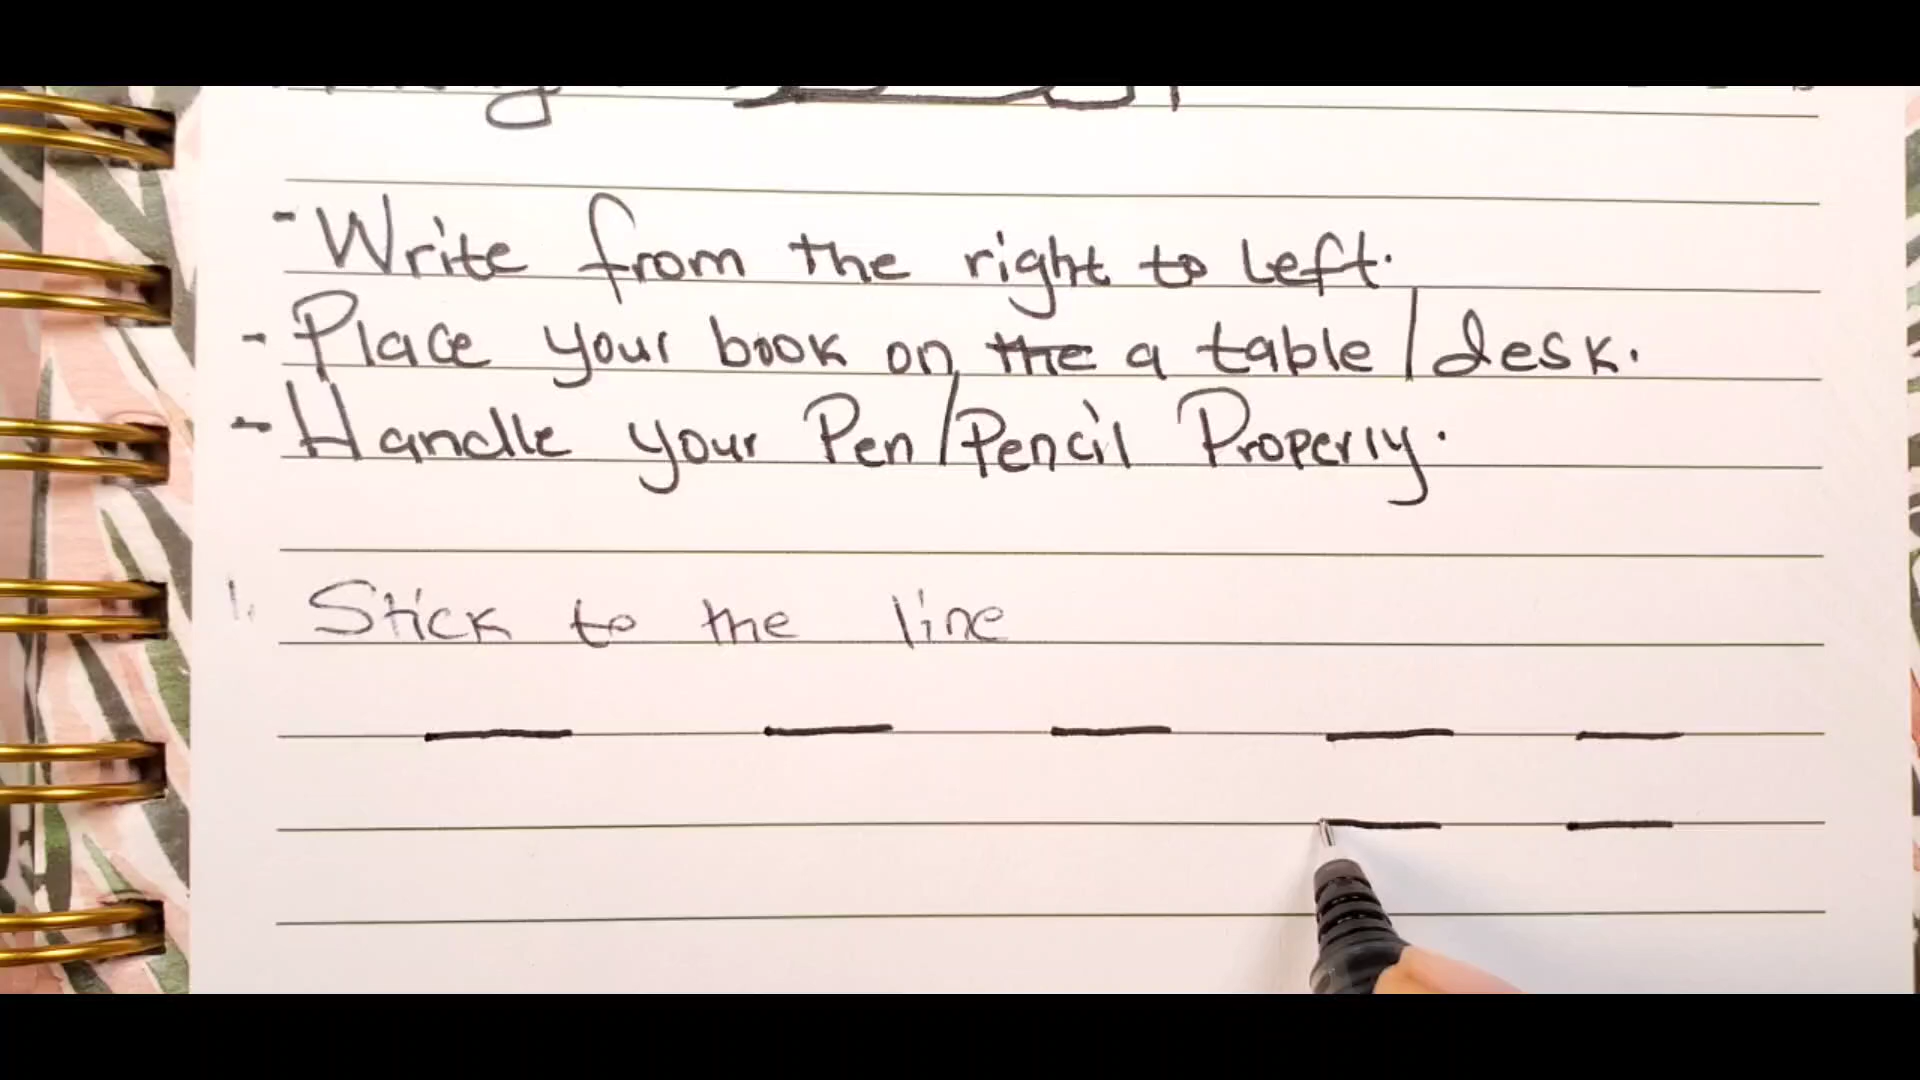 - Write from the right to left.
- Place your book on the a table/desk.
- Handle your Pen/Pencil Properly.
1. Stick to the line